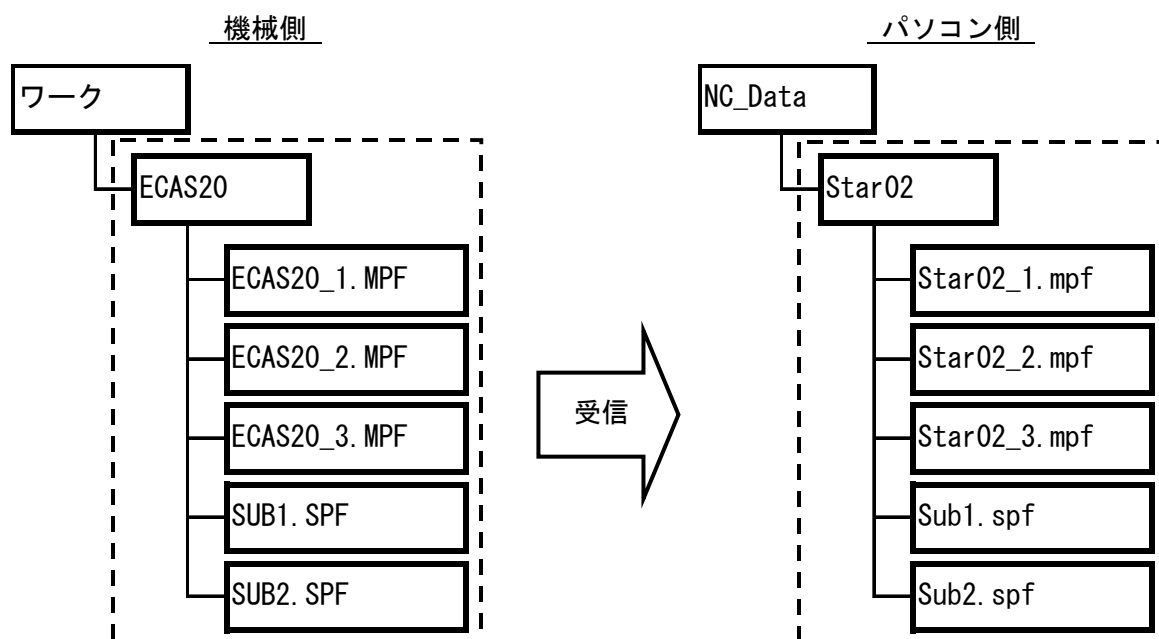 機械側
ワーク
ECAS20
ECAS20_1.MPF
ECAS20_2.MPF
ECAS20_3.MPF
SUB1.SPF
SUB2.SPF
受信
パソコン側
NC_Data
Star02
Star02_1.mpf
Star02_2.mpf
Star02_3.mpf
Sub1.spf
Sub2.spf